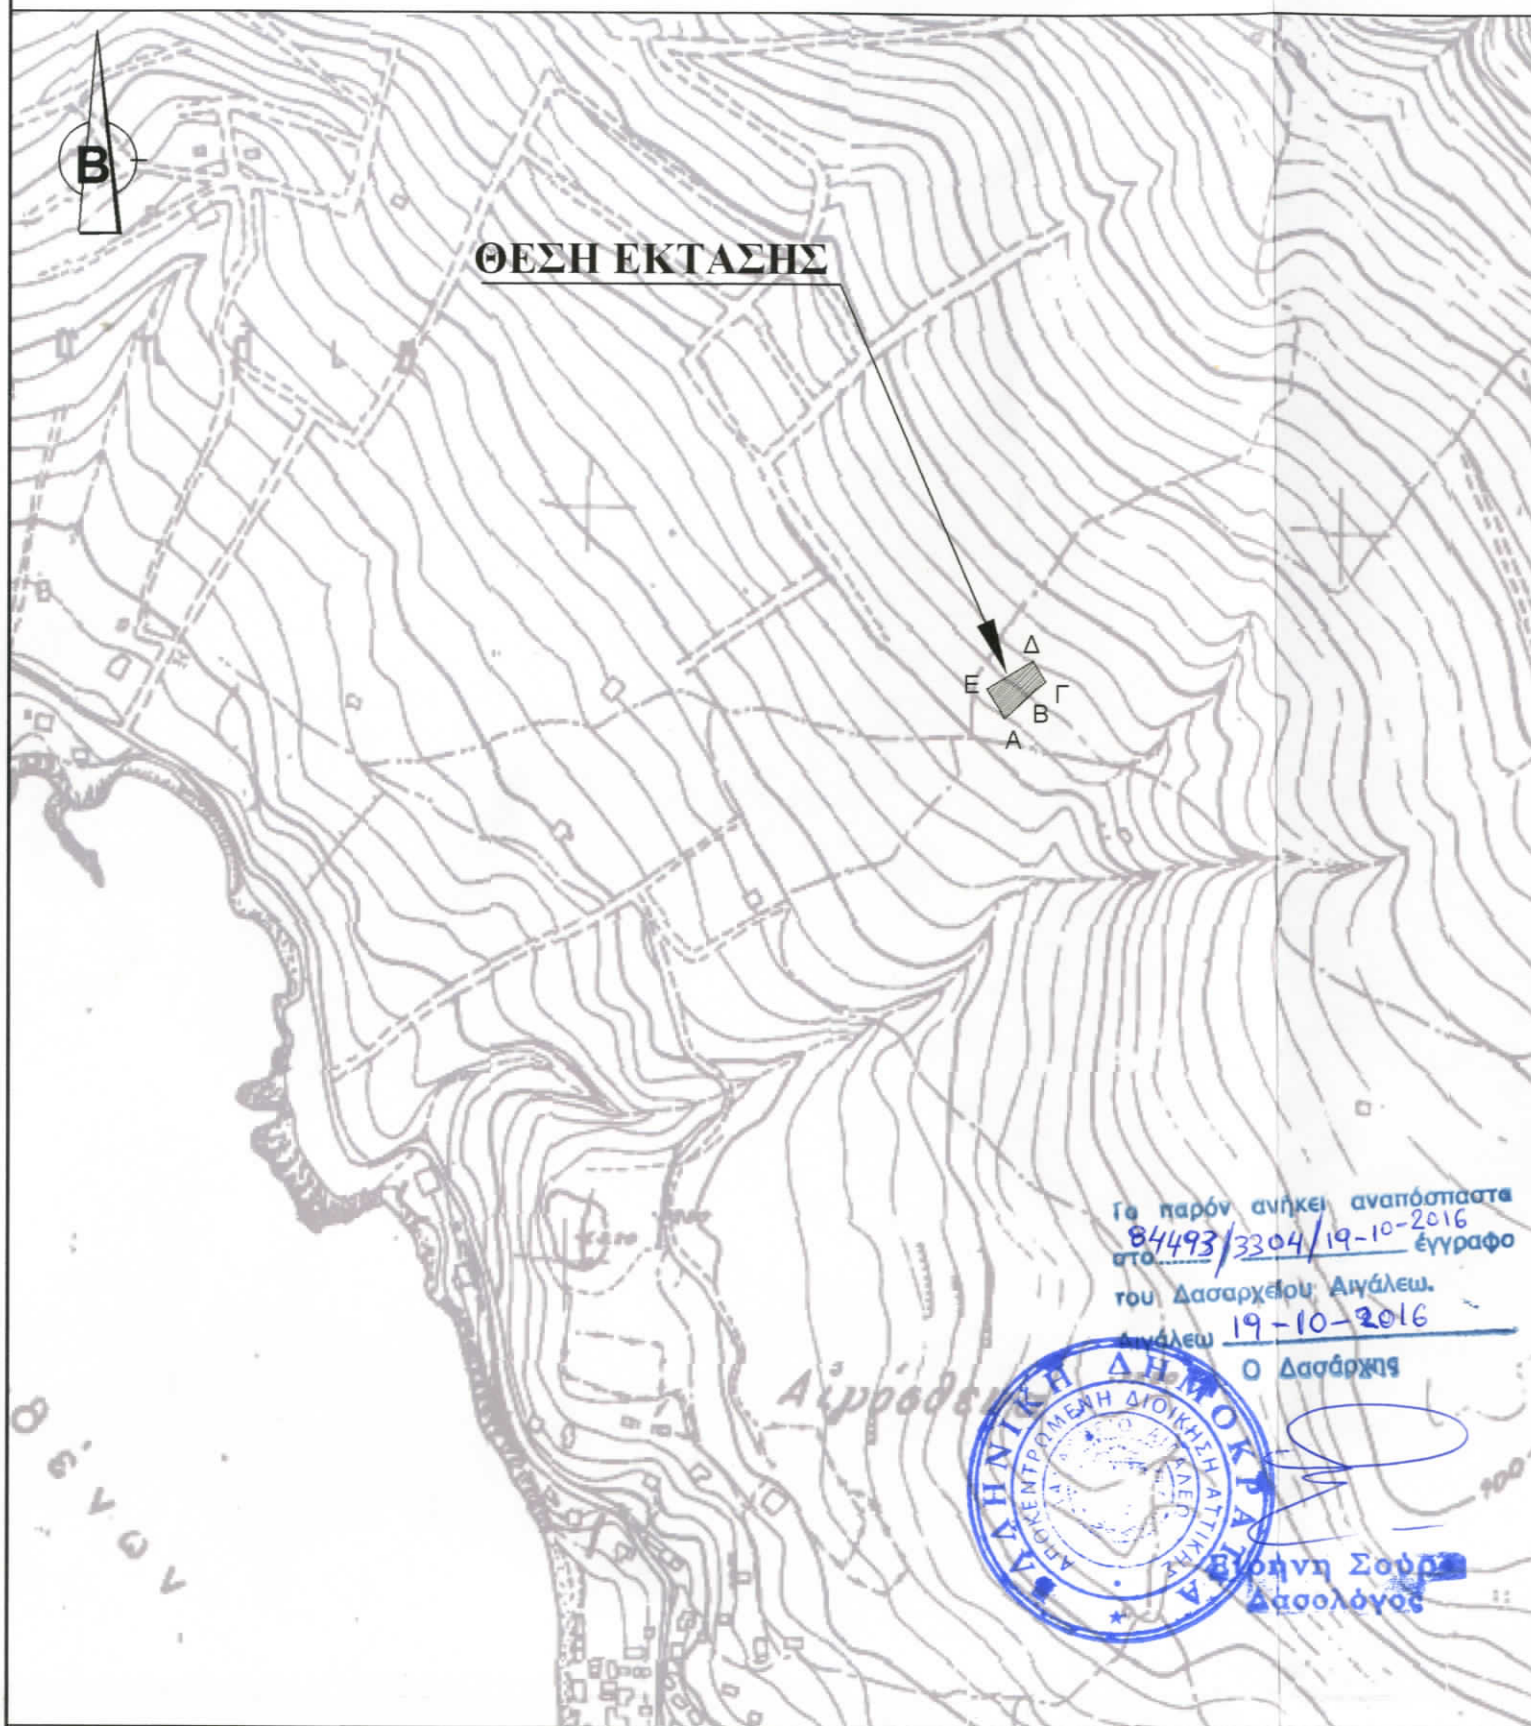 Β
ΘΕΣΗ ΕΚΤΑΣΗΣ
Δ
Ε
Γ
Β
Α
Το παρόν ανήκει αναπόσπαστα
στο 84493/3304/19-10-2016 έγγραφο
του Δασαρχείου Αιγάλεω.
Αιγάλεω 19-10-2016
Ο Δασάρχης
ΕΛΛΗΝΙΚΗ ΔΗΜΟΚΡΑΤΙΑ
ΑΠΟΚΕΝΤΡΩΜΕΝΗ ΔΙΟΙΚΗΣΗ ΑΤΤΙΚΗΣ
Ειρήνη
Δασολόγος